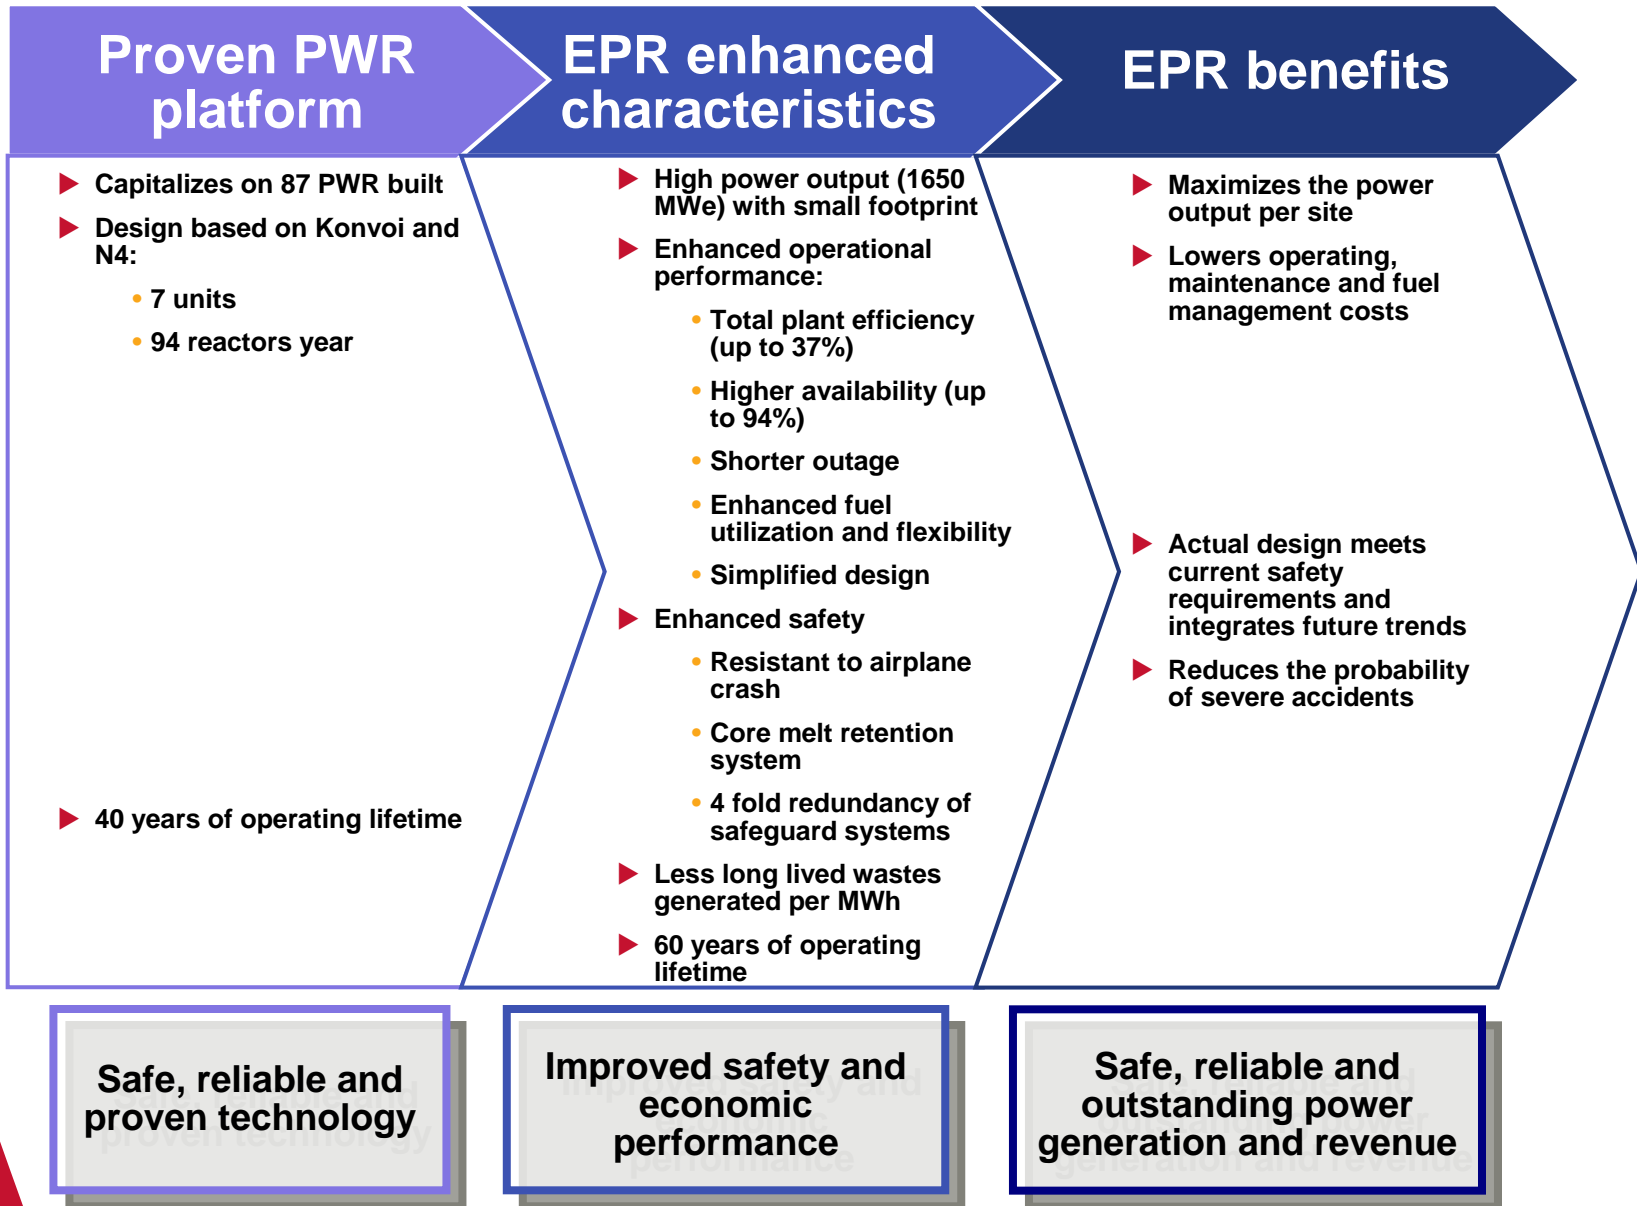 Proven PWR
platform
Capitalizes on 87 PWR built
Design based on Konvoi and
N4:
• 7 units
• 94 reactors year
40 years of operating lifetime
EPR enhanced
characteristics
High power output (1650
MWe) with small footprint
Enhanced operational
performance:
• Total plant efficiency
(up to 37%)
• Higher availability (up
to 94%)
• Shorter outage
• Enhanced fuel
utilization and flexibility
• Simplified design
Enhanced safety
• Resistant to airplane
crash
• Core melt retention
system
• 4 fold redundancy of
safeguard systems
Less long lived wastes
generated per MWh
60 years of operating
lifetime
EPR benefits
Maximizes the power
output per site
Lowers operating,
maintenance and fuel
management costs
Actual design meets
current safety
requirements and
integrates future trends
Reduces the probability
of severe accidents
Safe, reliable and
proven technology
Improved safety and
economic
performance
Safe, reliable and
outstanding power
generation and revenue